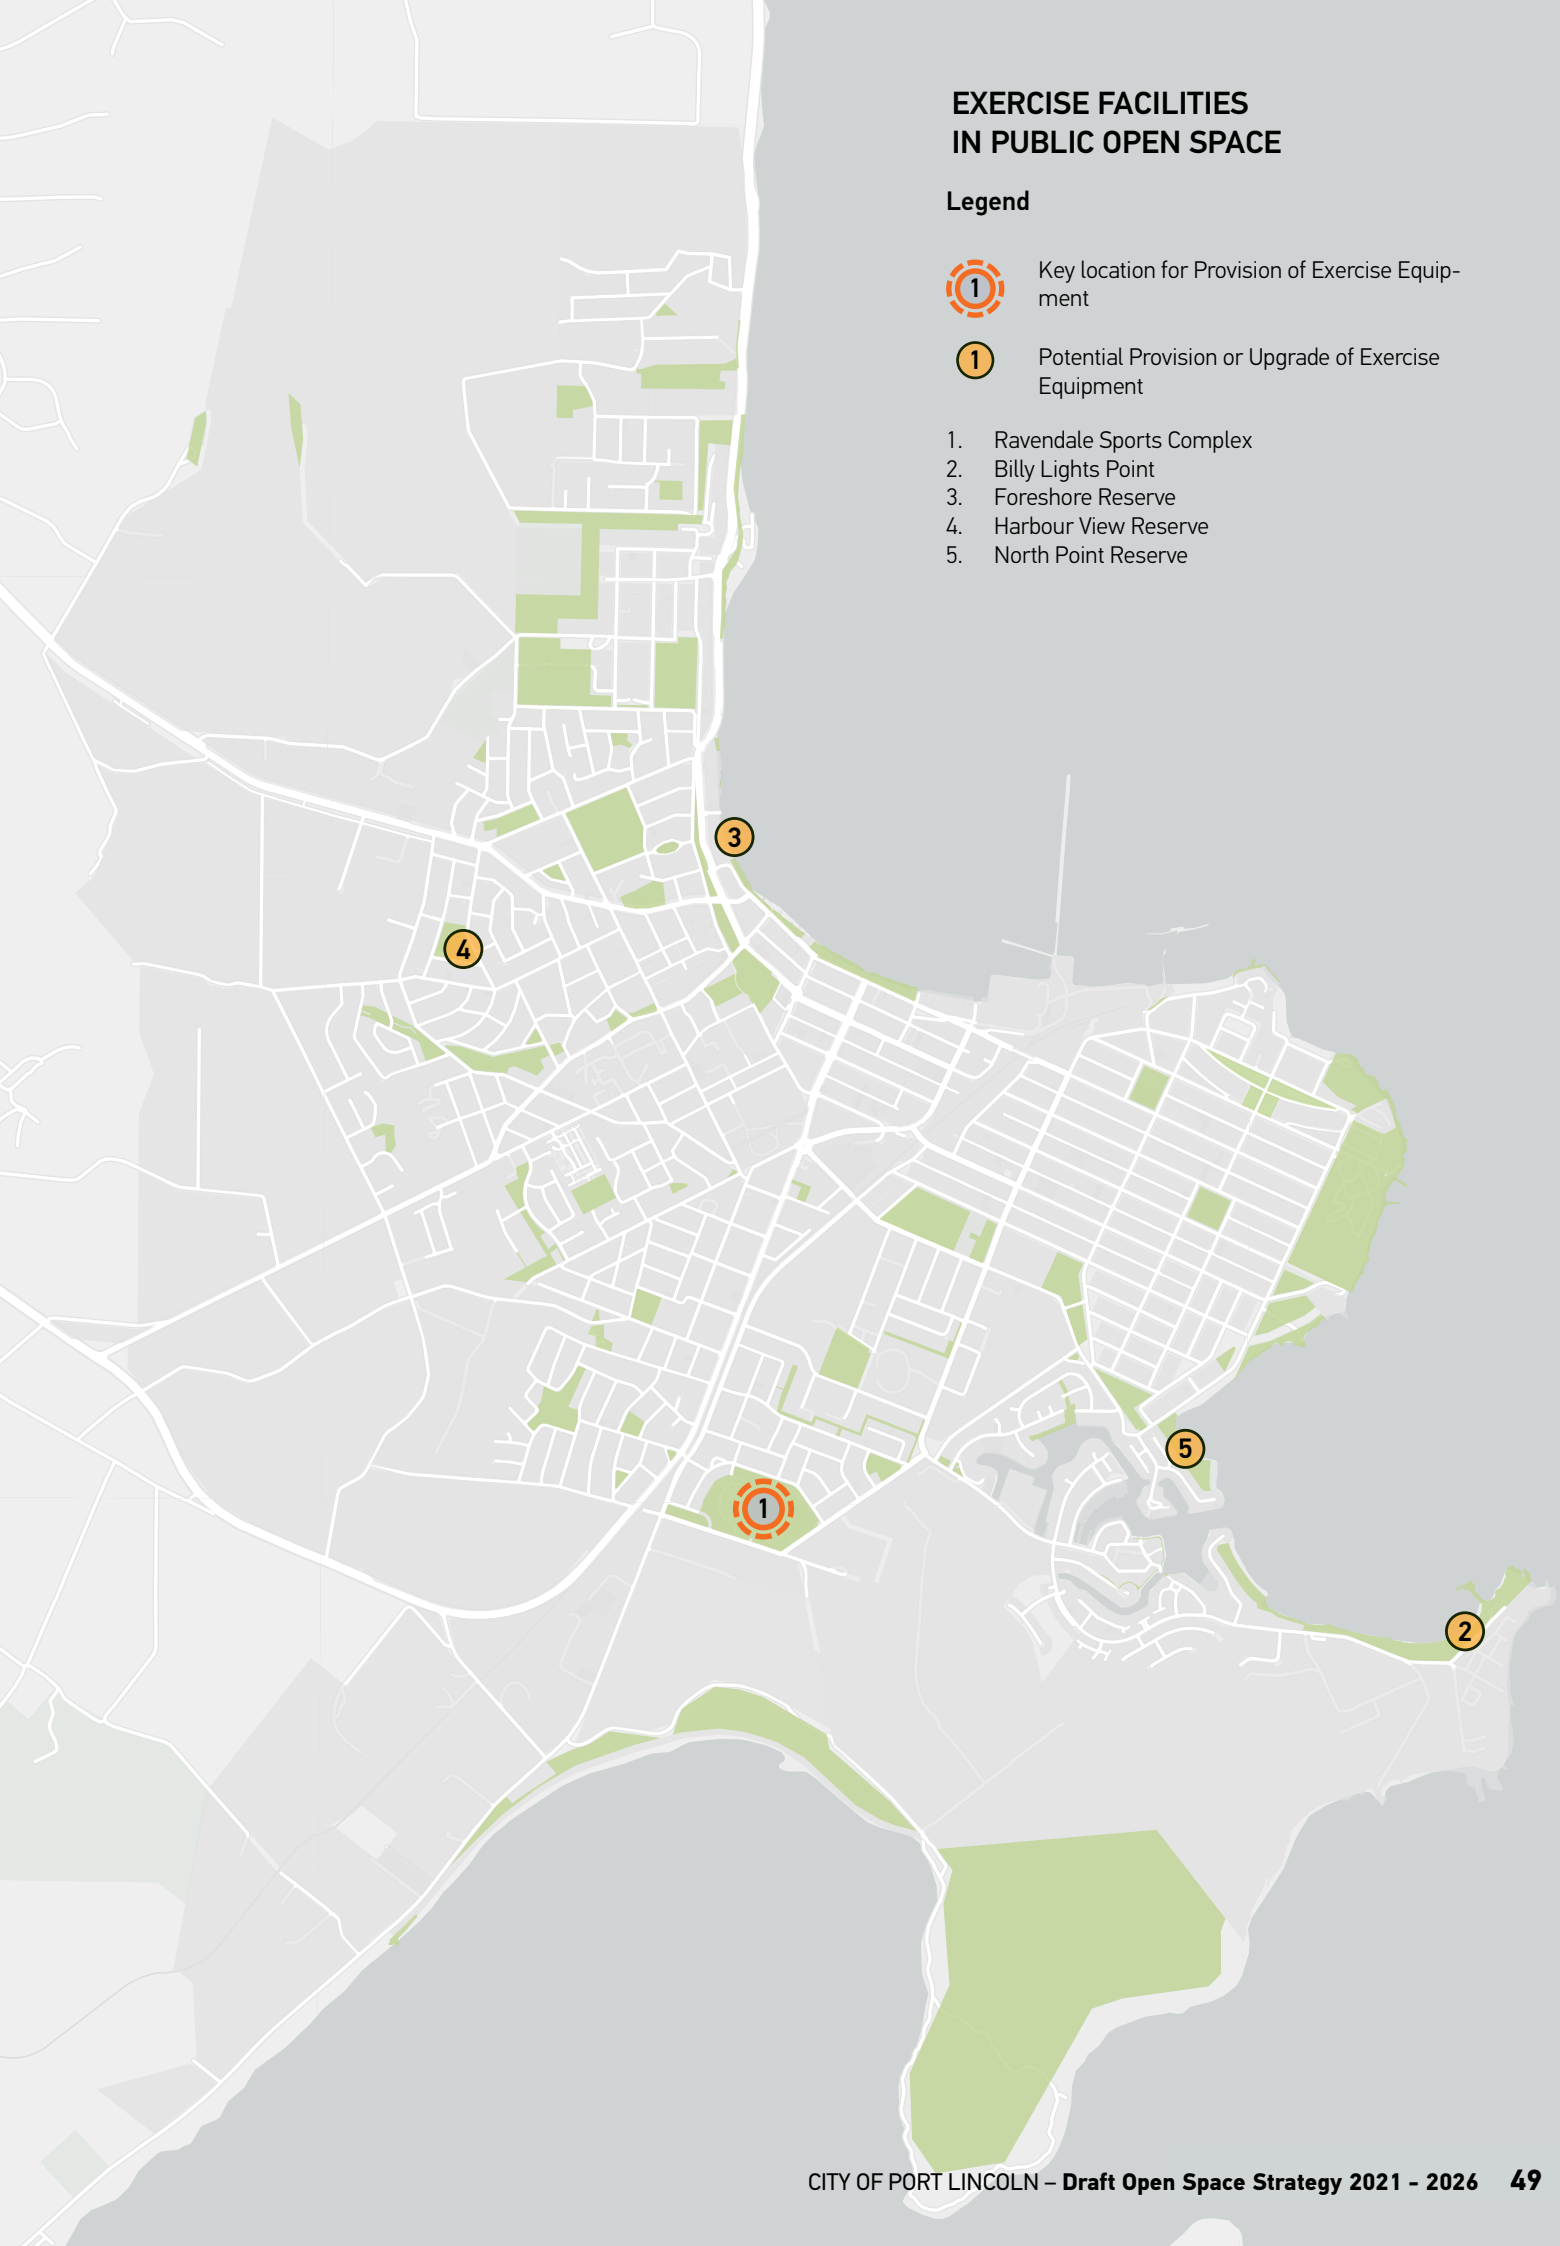 EXERCISE FACILITIES
IN PUBLIC OPEN SPACE
Legend
1
Key location for Provision of Exercise Equip-
ment
1
Potential Provision or Upgrade of Exercise
Equipment
1. Ravendale Sports Complex
2. Billy Lights Point
3. Foreshore Reserve
4. Harbour View Reserve
5. North Point Reserve
3
4
5
1
2
CITY OF PORT LINCOLN – Draft Open Space Strategy 2021 - 2026 49